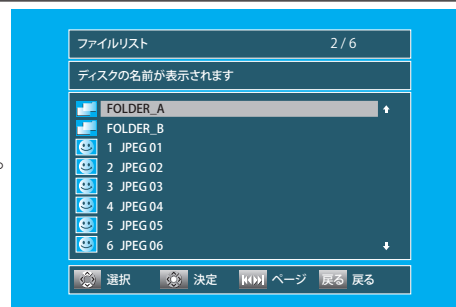 ファイルリスト 2/6
ディスクの名前が表示されます
FOLDER_A
FOLDER_B
1 JPEG 01
2 JPEG 02
3 JPEG 03
4 JPEG 04
5 JPEG 05
6 JPEG 06
選択 決定 ページ 戻る 戻る
。